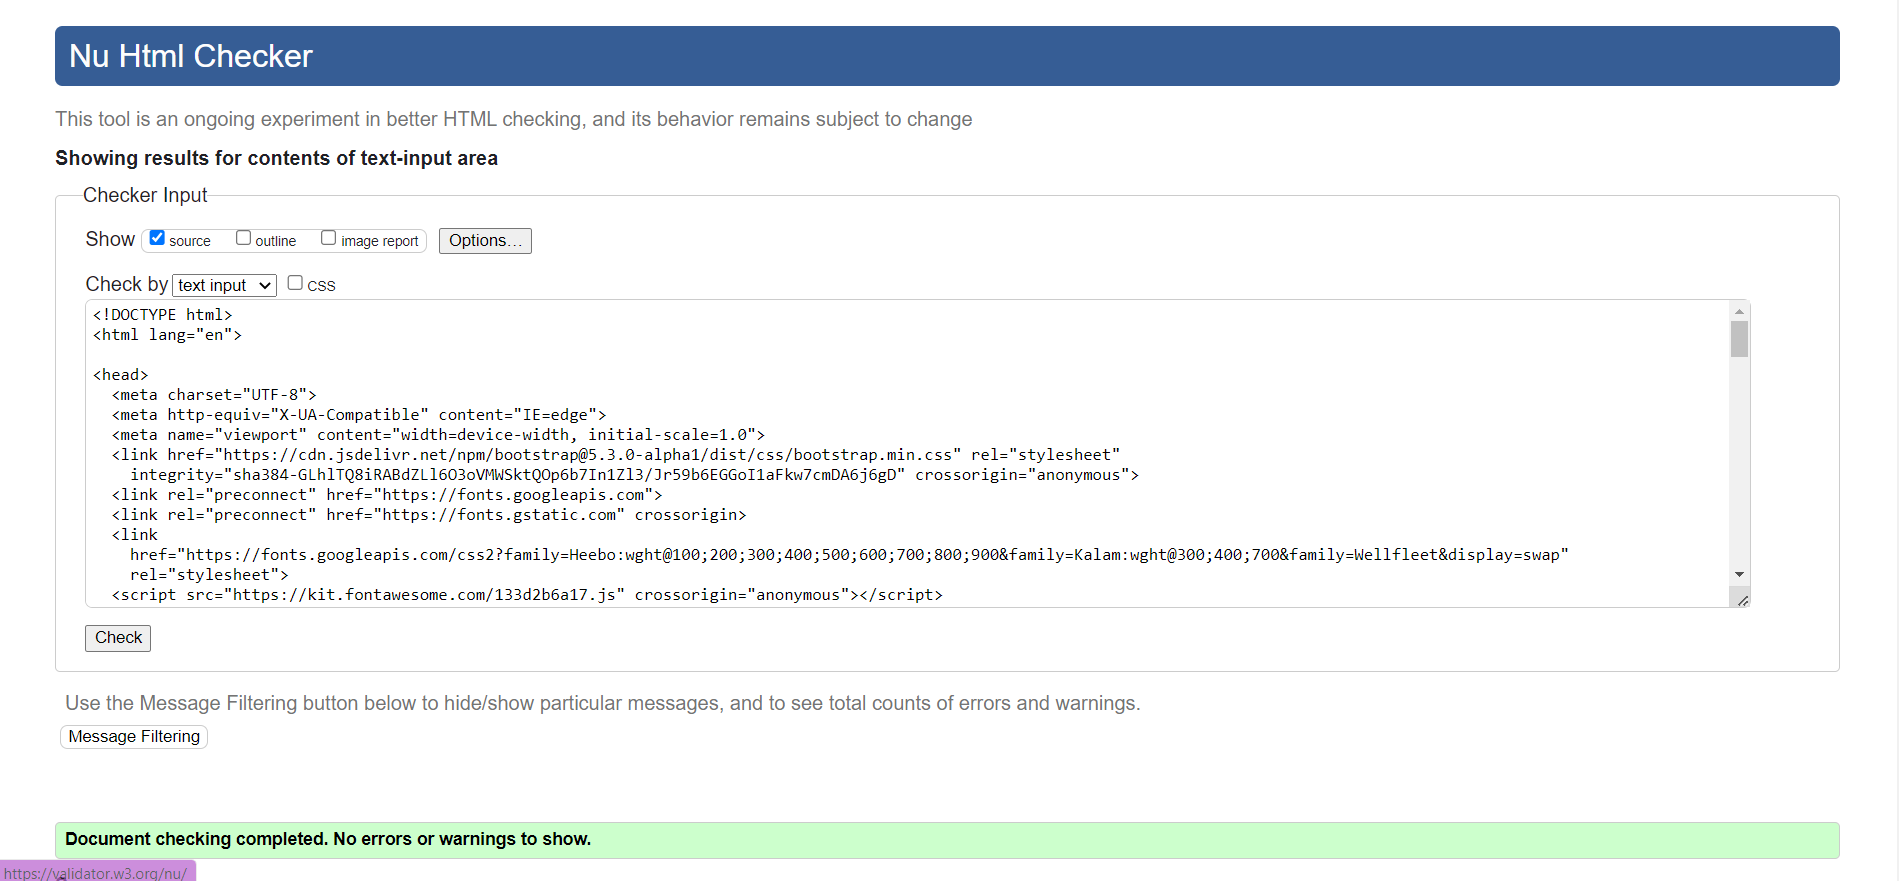 Nu Html Checker
This tool is an ongoing experiment in better HTML checking, and its behavior remains subject to change
Showing results for contents of text-input area
Checker Input
Show source outline image report Options...
Check by text input CSS
<!DOCTYPE html>
<html lang="en">
<head>
<meta charset="UTF-8">
<meta http-equiv="X-UA-Compatible" content="IE=edge">
<meta name="viewport" content="width=device-width, initial-scale=1.0">
<link href="https://cdn.jsdelivr.net/npm/bootstrap@5.3.0-alpha1/dist/css/bootstrap.min.css" rel="stylesheet"
integrity="sha384-GLhlTQ8iRABdZLl6O3oVMWSktQOp6b7In1Zl3/Jr59b6EGGoI1aFkw7cmDA6j6gD" crossorigin="anonymous">
<link rel="preconnect" href="https://fonts.googleapis.com">
<link rel="preconnect" href="https://fonts.gstatic.com" crossorigin>
<link
href="https://fonts.googleapis.com/css2?family=Heebo:wght@100;200;300;400;500;600;700;800;900&family=Kalam:wght@300;400;700&family=Wellfleet&display=swap"
rel="stylesheet">
<script src="https://kit.fontawesome.com/133d2b6a17.js" crossorigin="anonymous"></script>
Check
Use the Message Filtering button below to hide/show particular messages, and to see total counts of errors and warnings.
Message Filtering
Document checking completed. No errors or warnings to show.
https://validator.w3.org/nu/